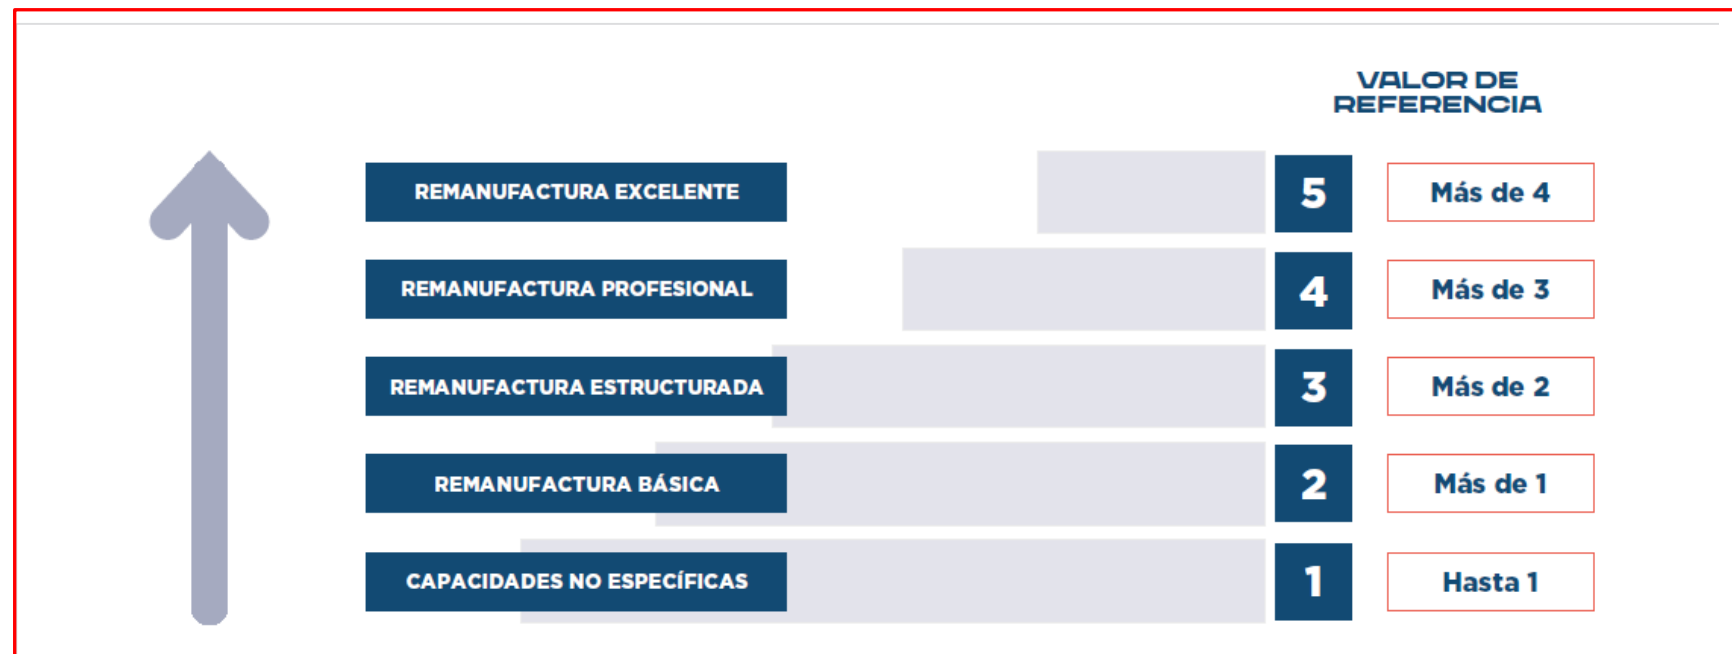 VALOR DE
REFERENCIA
REMANUFACTURA EXCELENTE 5 Más de 4
REMANUFACTURA PROFESIONAL 4 Más de 3
REMANUFACTURA ESTRUCTURADA 3 Más de 2
REMANUFACTURA BÁSICA 2 Más de 1
CAPACIDADES NO ESPECÍFICAS 1 Hasta 1